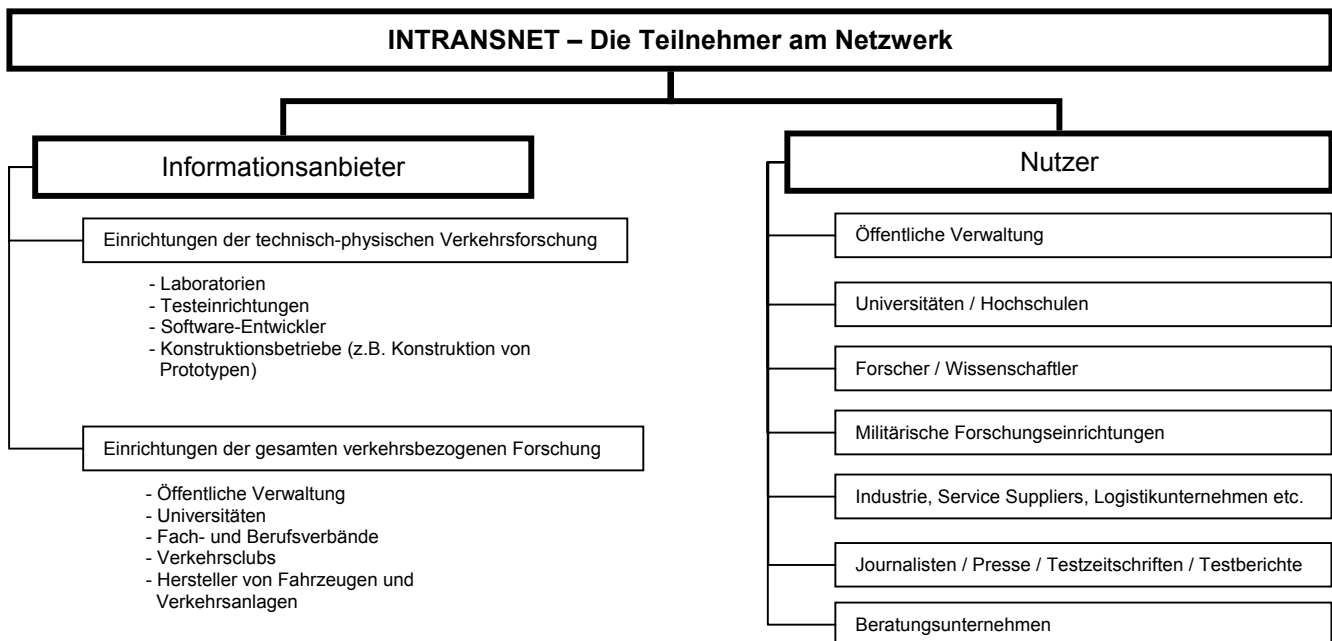 INTRANSNET – Die Teilnehmer am Netzwerk
Informationsanbieter
Einrichtungen der technisch-physischen Verkehrsforschung
- Laboratorien
- Testeinrichtungen
- Software-Entwickler
- Konstruktionsbetriebe (z.B. Konstruktion von
Prototypen)
Einrichtungen der gesamten verkehrsbezogenen Forschung
- Öffentliche Verwaltung
- Universitäten
- Fach- und Berufsverbände
- Verkehrsclubs
- Hersteller von Fahrzeugen und
Verkehrsanlagen
Nutzer
Öffentliche Verwaltung
Universitäten / Hochschulen
Forscher / Wissenschaftler
Militärische Forschungseinrichtungen
Industrie, Service Suppliers, Logistikunternehmen etc.
Journalisten / Presse / Testzeitschriften / Testberichte
Beratungsunternehmen